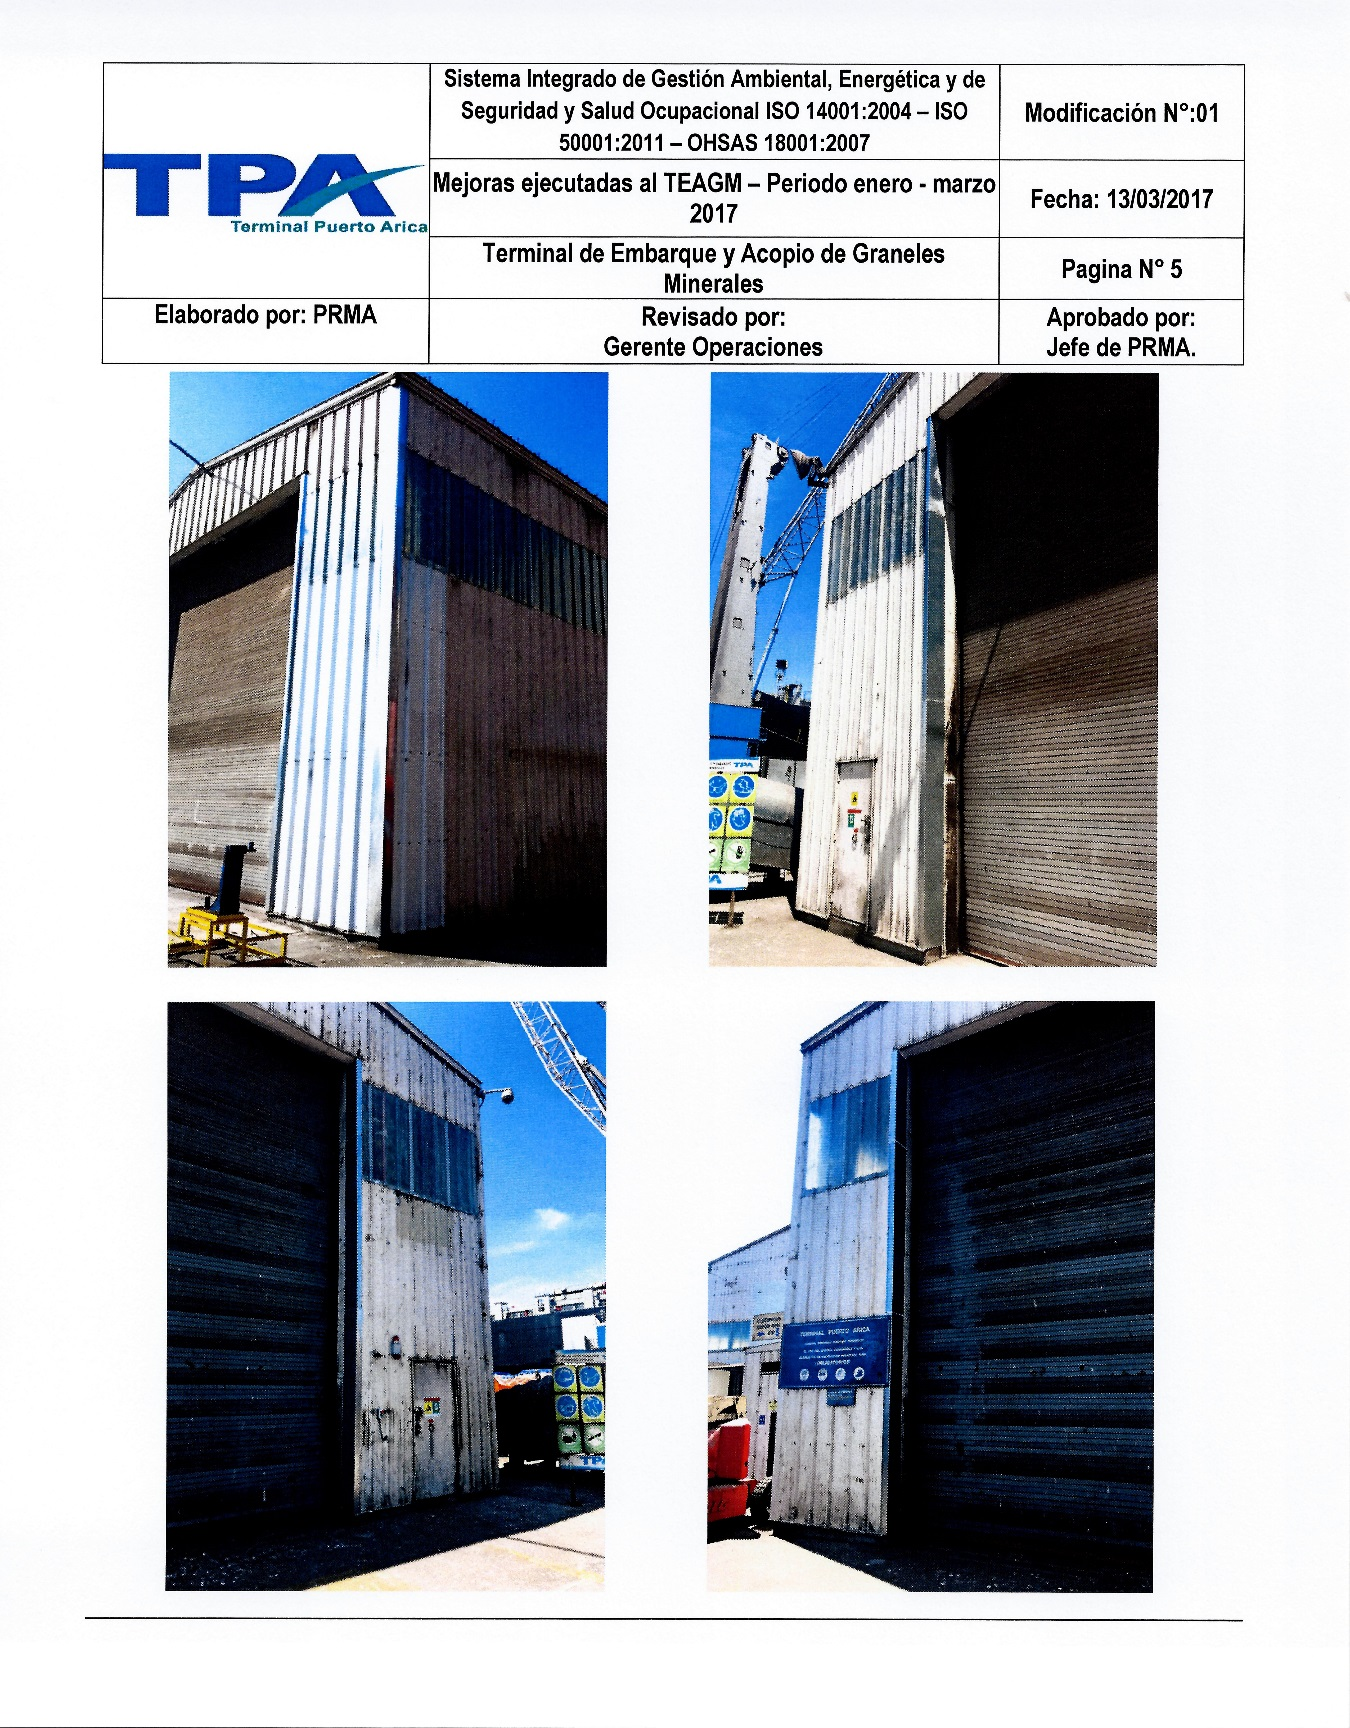 TPA
Terminal Puerto Arica
Sistema Integrado de Gestión Ambiental, Energética y de
Seguridad y Salud Ocupacional ISO 14001:2004 – ISO
50001:2011 – OHSAS 18001:2007
Modificación N°:01
Mejoras ejecutadas al TEAGM – Periodo enero - marzo
2017
Fecha: 13/03/2017
Terminal de Embarque y Acopio de Graneles
Minerales
Pagina N° 5
Elaborado por: PRMA
Revisado por:
Gerente Operaciones
Aprobado por:
Jefe de PRMA.
TPA
TERMINAL PUERTO ARICA
OBLIGATORIOS